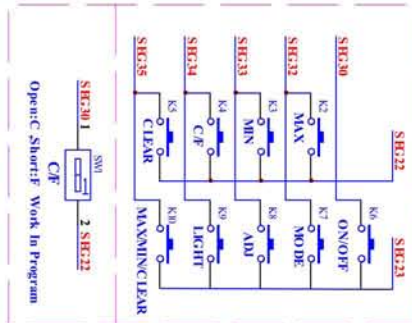 SEG22
SEG23
SEG30
K6
ON/OFF
SEG32
K2
MAX
K7
MODE
SEG33
K3
MIN
K8
ADJ
SEG34
K4
C/F
K9
LIGHT
SEG35
K5
CLEAR
K10
MAX/MIN/CLEAR
SW1
SEG30 1
2 SEG22
C/F
Open:C ,Short:F Work In Program